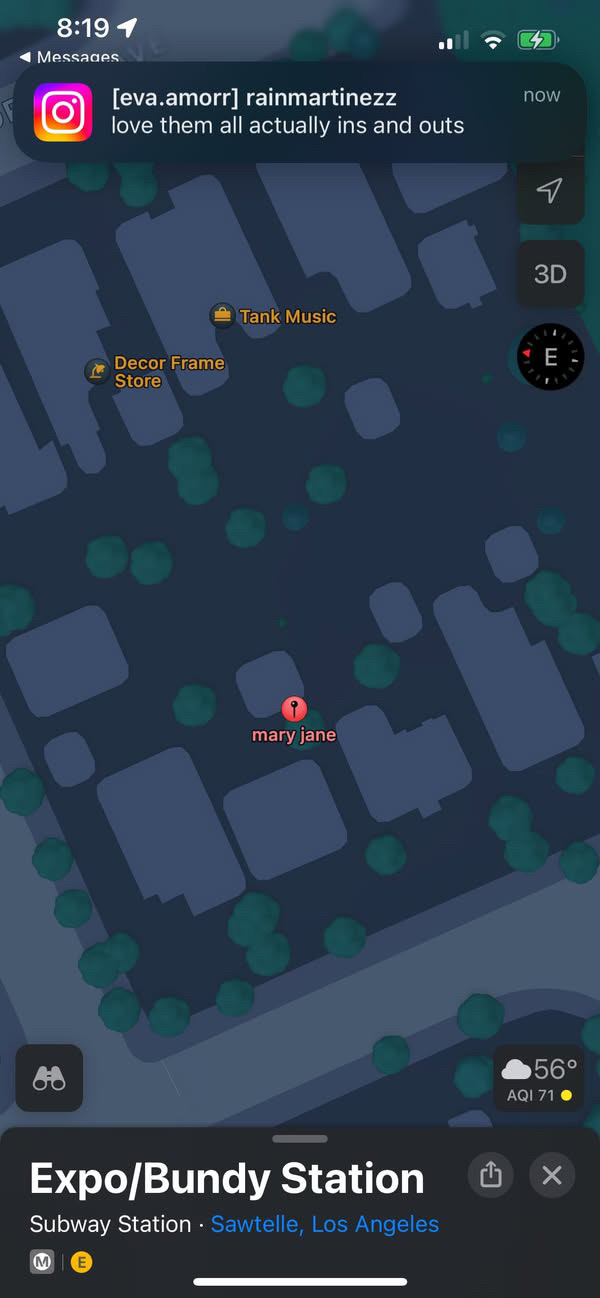 8:19
◀ Messages
[eva.amorr] rainmartinezz
now
love them all actually ins and outs
3D
E
Tank Music
Decor Frame
Store
mary jane
56°
AQI 71
Expo/Bundy Station
Subway Station · Sawtelle, Los Angeles
M
E